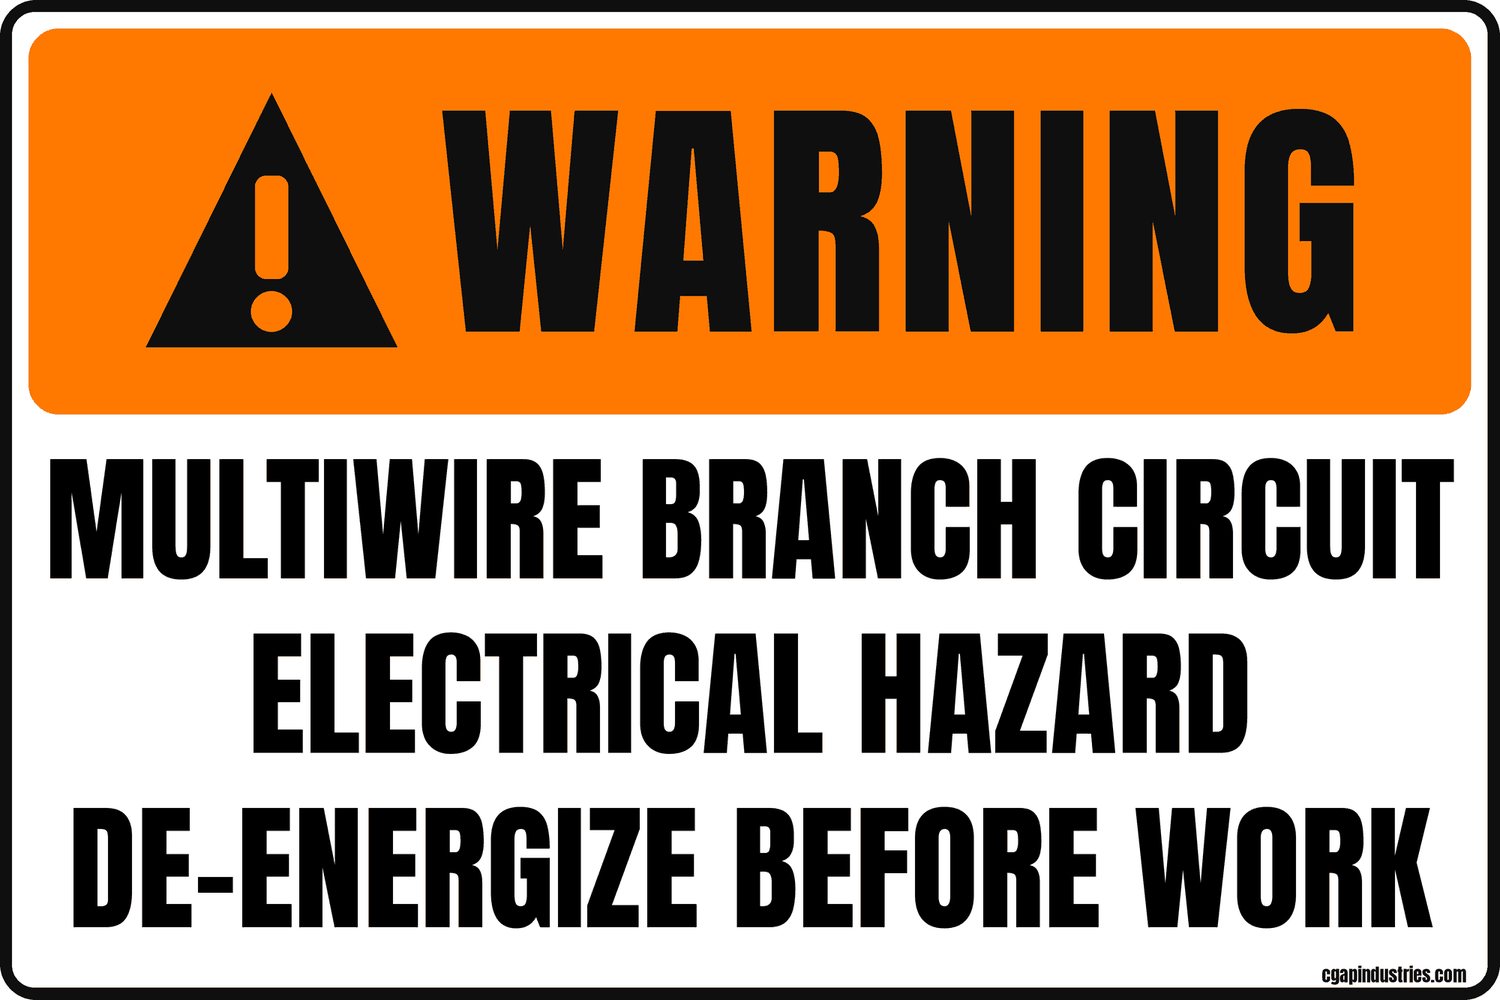 WARNING
MULTIWIRE BRANCH CIRCUIT
ELECTRICAL HAZARD
DE-ENERGIZE BEFORE WORK
cgapindustries.com